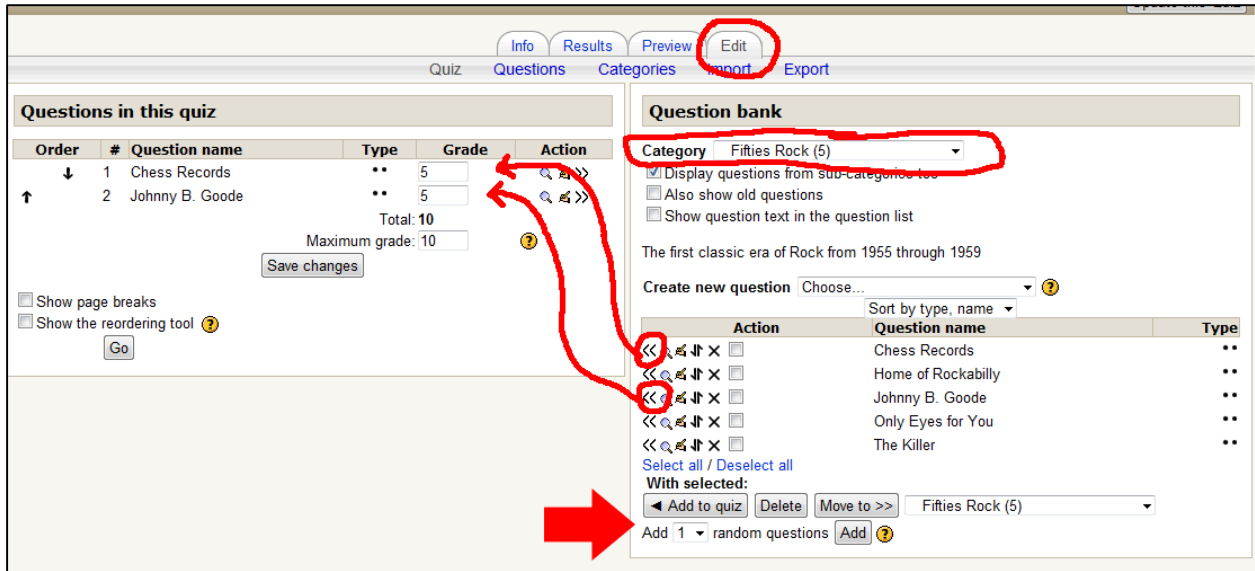 Update this Quiz
Info Results Preview Edit
Quiz Questions Categories Import Export
Questions in this quiz
Order # Question name Type Grade Action
1 Chess Records 5
2 Johnny B. Goode 5
Total: 10
Maximum grade: 10
Save changes
Show page breaks
Show the reordering tool
Go
Question bank
Category Fifties Rock (5)
Display questions from sub-categories too
Also show old questions
Show question text in the question list
The first classic era of Rock from 1955 through 1959
Create new question Choose...
Sort by type, name
Action Question name Type
Chess Records
Home of Rockabilly
Johnny B. Goode
Only Eyes for You
The Killer
Select all / Deselect all
With selected:
◄ Add to quiz Delete Move to >> Fifties Rock (5)
Add 1 random questions Add